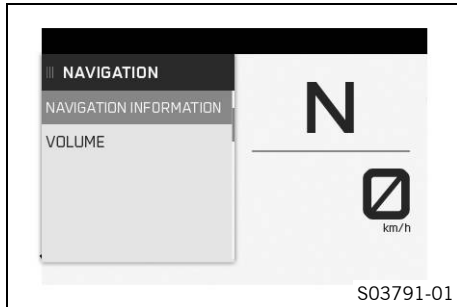 NAVIGATION
NAVIGATION INFORMATION
VOLUME
N
0
km/h
S03791-01